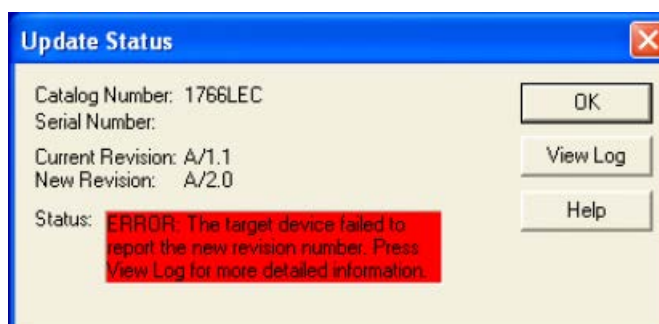 Update Status
Catalog Number: 1766LEC
Serial Number:
Current Revision: A/1.1
New Revision: A/2.0
Status: ERROR: The target device failed to
report the new revision number. Press
View Log for more detailed information.
OK
View Log
Help